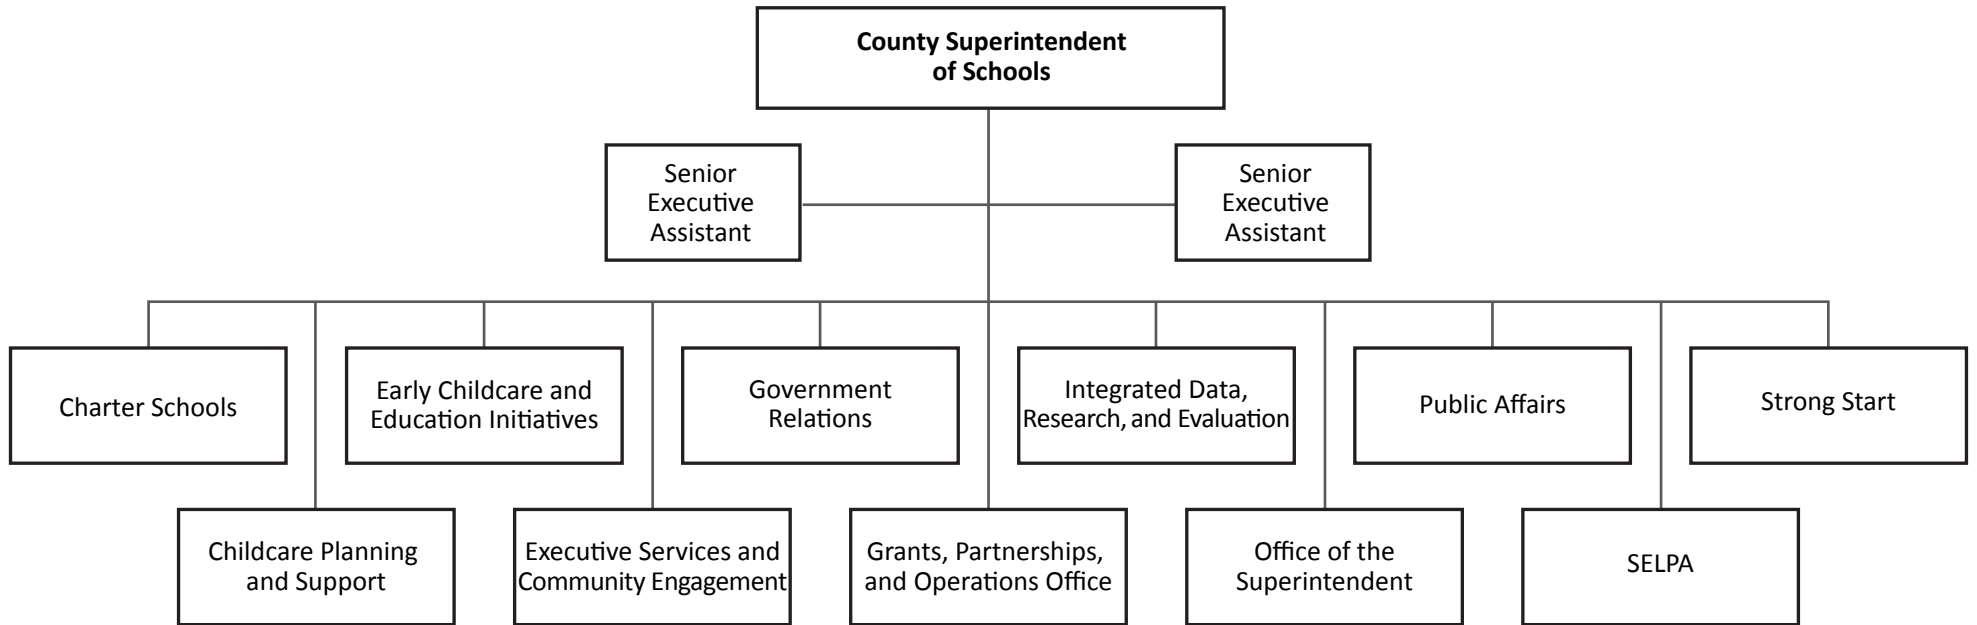 County Superintendent
of Schools
Senior
Executive
Assistant
Senior
Executive
Assistant
Charter Schools
Early Childcare and
Education Initiatives
Government
Relations
Integrated Data,
Research, and Evaluation
Public Affairs
Strong Start
Childcare Planning
and Support
Executive Services and
Community Engagement
Grants, Partnerships,
and Operations Office
Office of the
Superintendent
SELPA